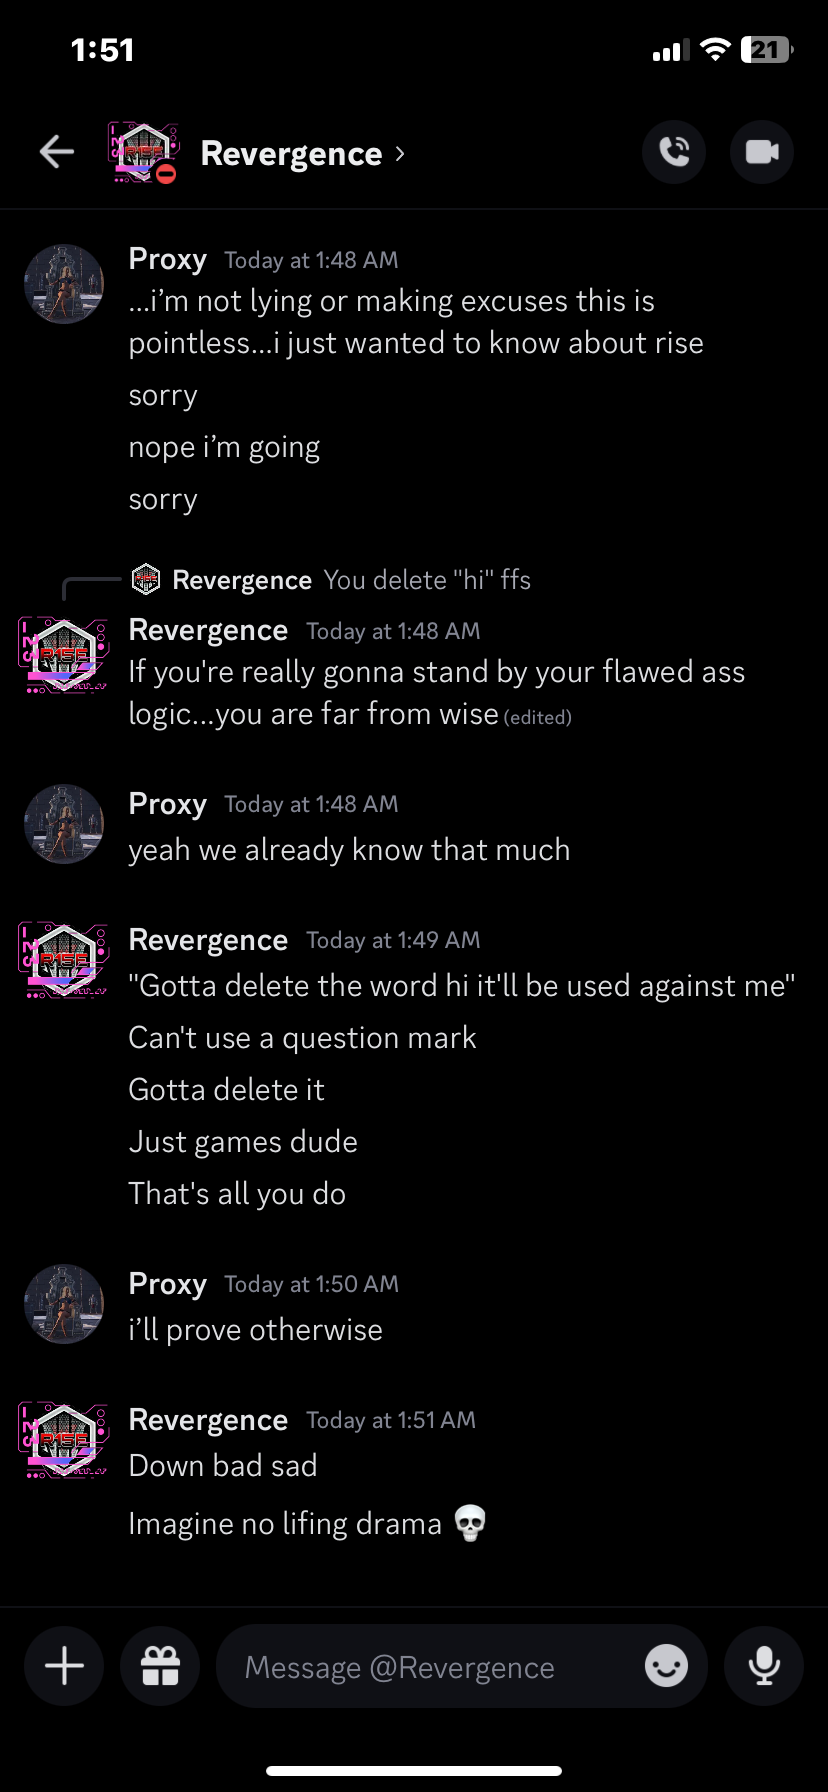 1:51
21
Revergence ›
Proxy Today at 1:48 AM
...i’m not lying or making excuses this is
pointless...i just wanted to know about rise
sorry
nope i’m going
sorry
Revergence You delete "hi" ffs
Revergence Today at 1:48 AM
If you're really gonna stand by your flawed ass
logic...you are far from wise (edited)
Proxy Today at 1:48 AM
yeah we already know that much
Revergence Today at 1:49 AM
"Gotta delete the word hi it'll be used against me"
Can't use a question mark
Gotta delete it
Just games dude
That's all you do
Proxy Today at 1:50 AM
i’ll prove otherwise
Revergence Today at 1:51 AM
Down bad sad
Imagine no lifing drama 💀
Message @Revergence